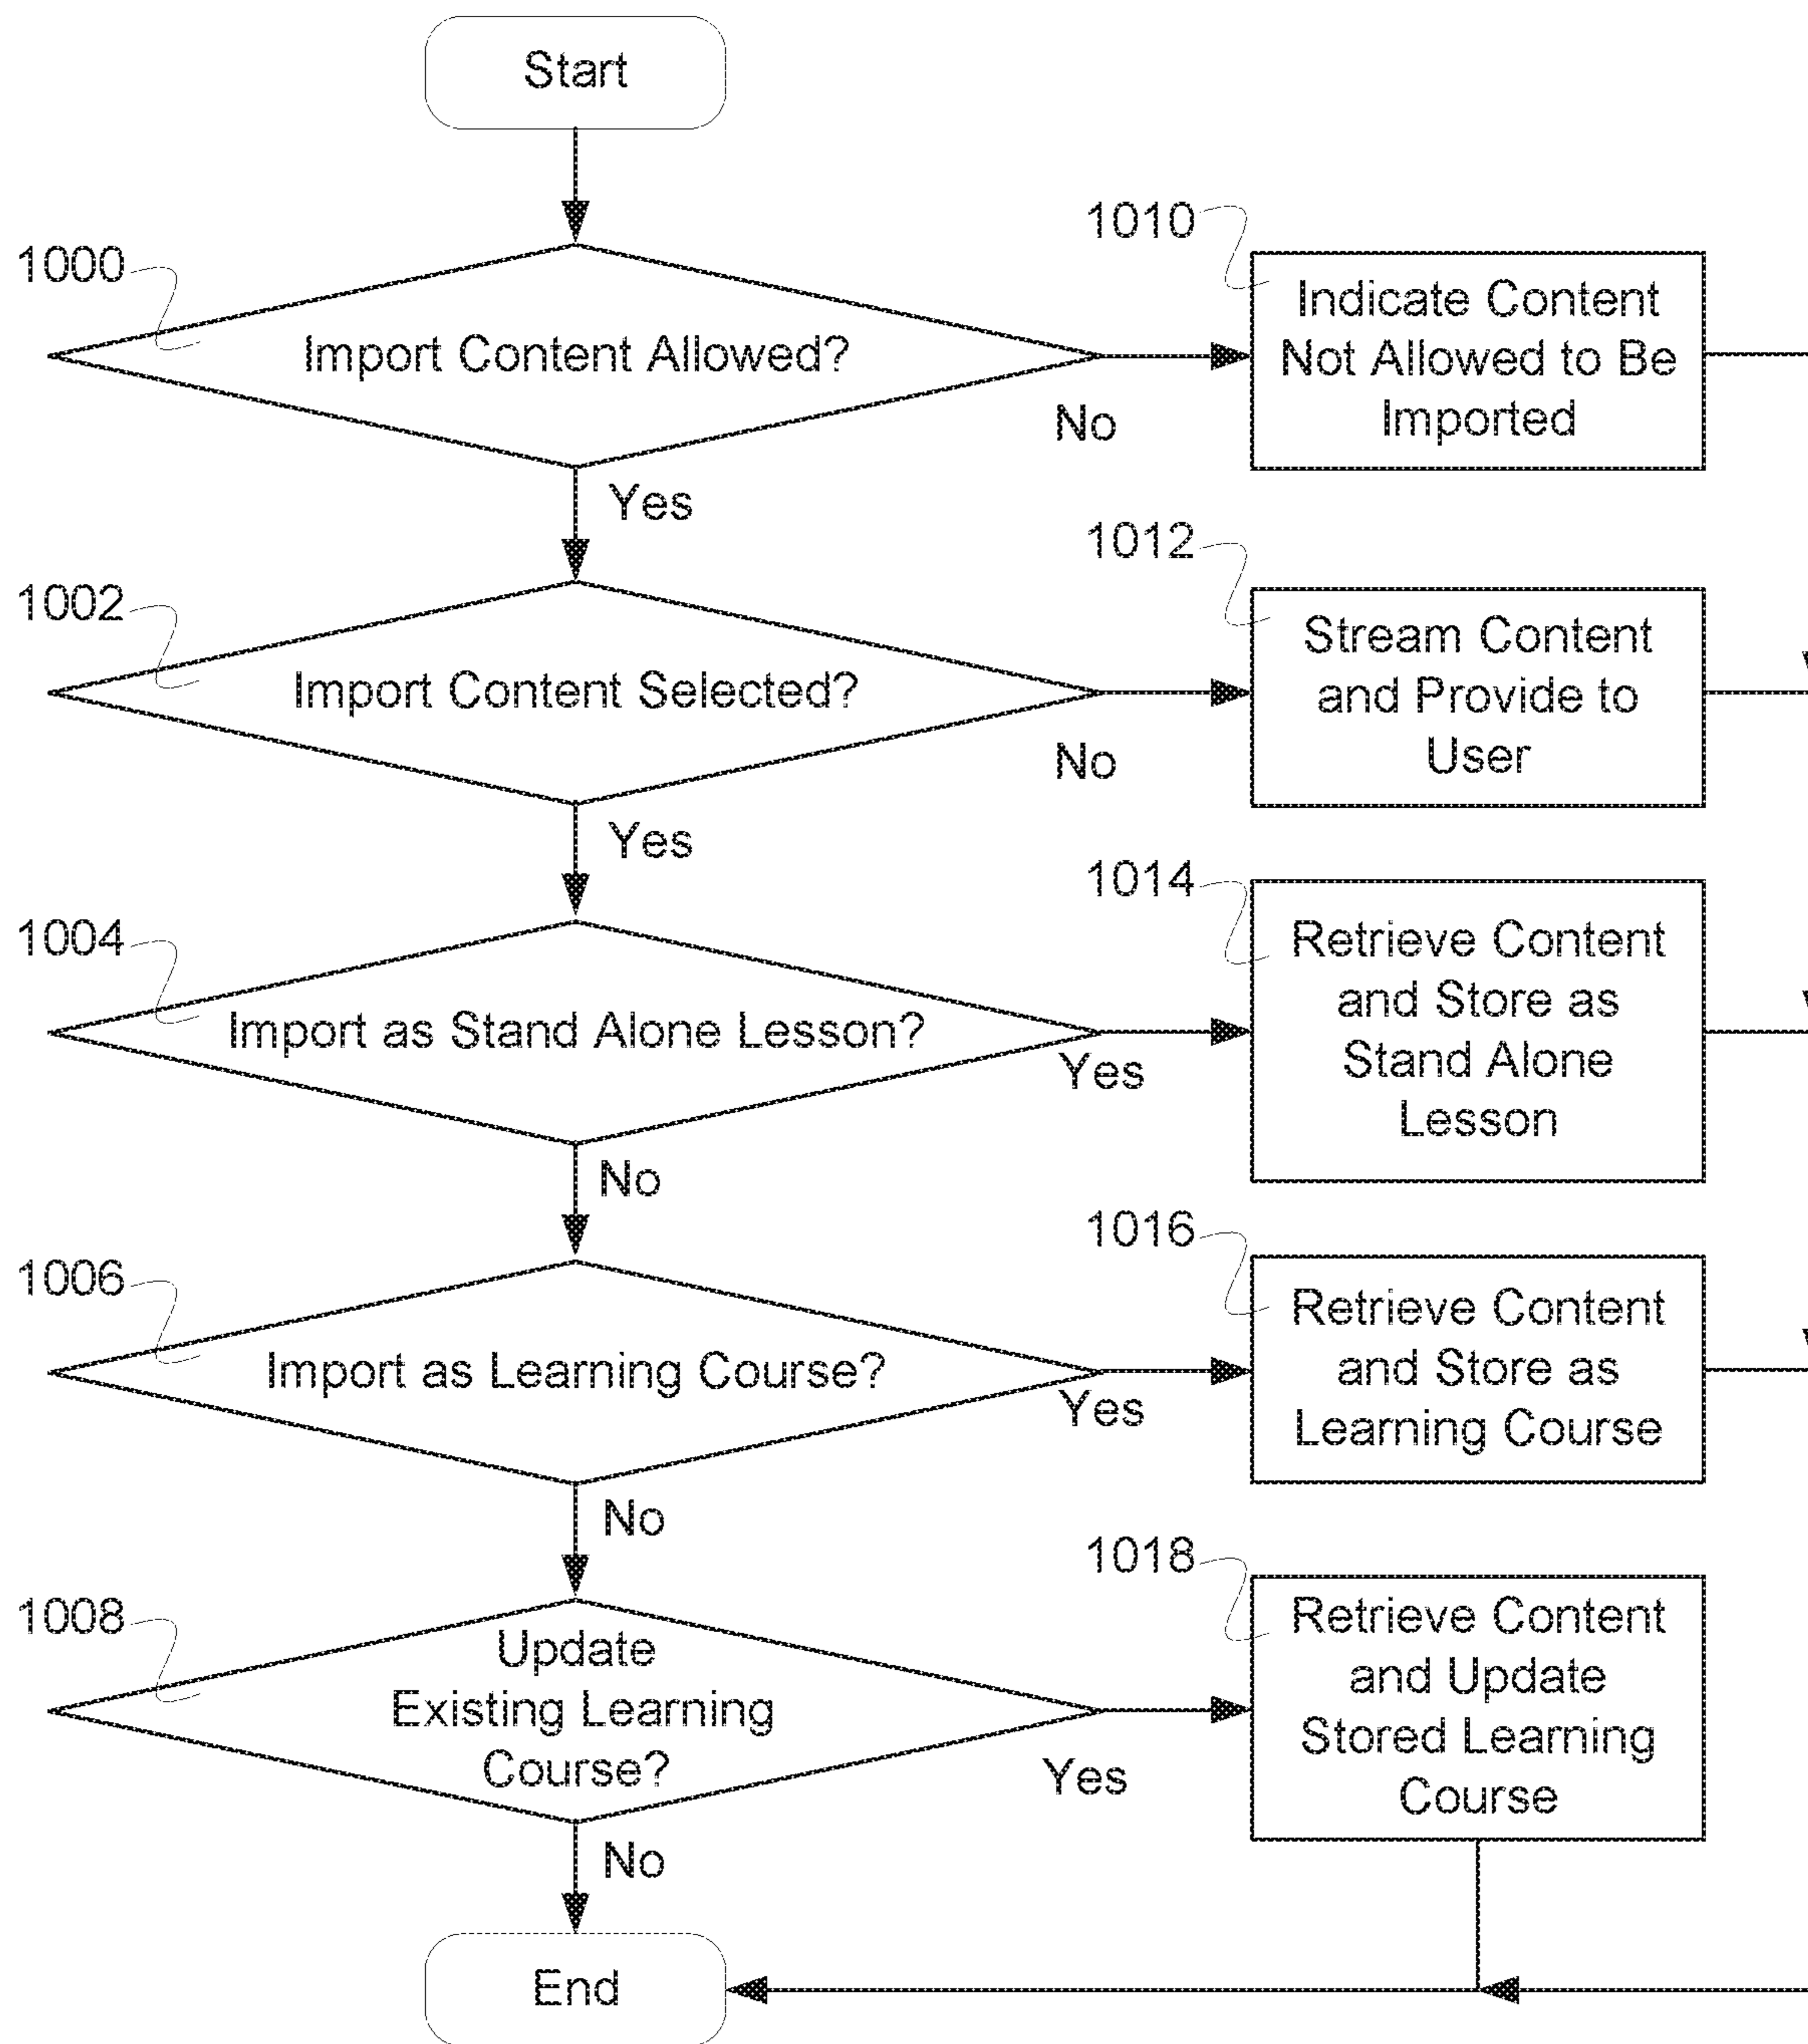 Start
1000
Import Content Allowed?
No
Yes
1010
Indicate Content
Not Allowed to Be
Imported
1002
Import Content Selected?
No
Yes
1012
Stream Content
and Provide to
User
1004
Import as Stand Alone Lesson?
Yes
No
1014
Retrieve Content
and Store as
Stand Alone
Lesson
1006
Import as Learning Course?
Yes
No
1016
Retrieve Content
and Store as
Learning Course
1008
Update
Existing Learning
Course?
Yes
No
1018
Retrieve Content
and Update
Stored Learning
Course
End